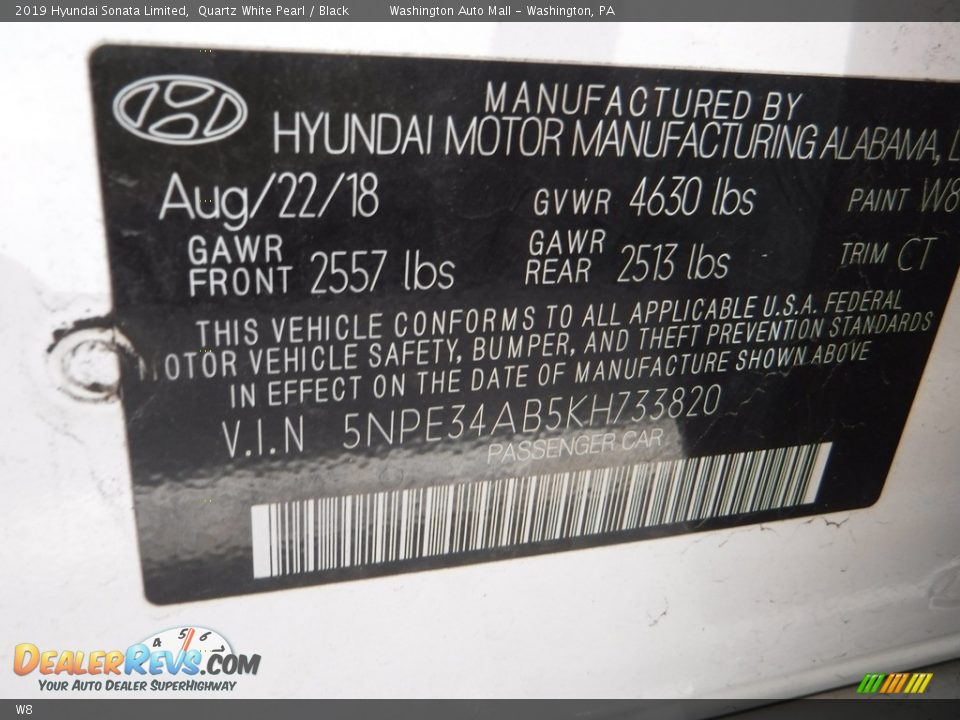 2019 Hyundai Sonata Limited, Quartz White Pearl / Black Washington Auto Mall - Washington, PA
MANUFACTURED BY
HYUNDAI MOTOR MANUFACTURING ALABAMA, L
Aug/22/18 GVWR 4630 lbs PAINT W8
GAWR FRONT 2557 lbs GAWR REAR 2513 lbs TRIM CT
THIS VEHICLE CONFORMS TO ALL APPLICABLE U.S.A. FEDERAL
MOTOR VEHICLE SAFETY, BUMPER, AND THEFT PREVENTION STANDARDS
IN EFFECT ON THE DATE OF MANUFACTURE SHOWN ABOVE
V.I.N 5NPE34AB5KH733820
PASSENGER CAR
4 5 6
DEALERREVS.COM
YOUR AUTO DEALER SUPERHIGHWAY
W8